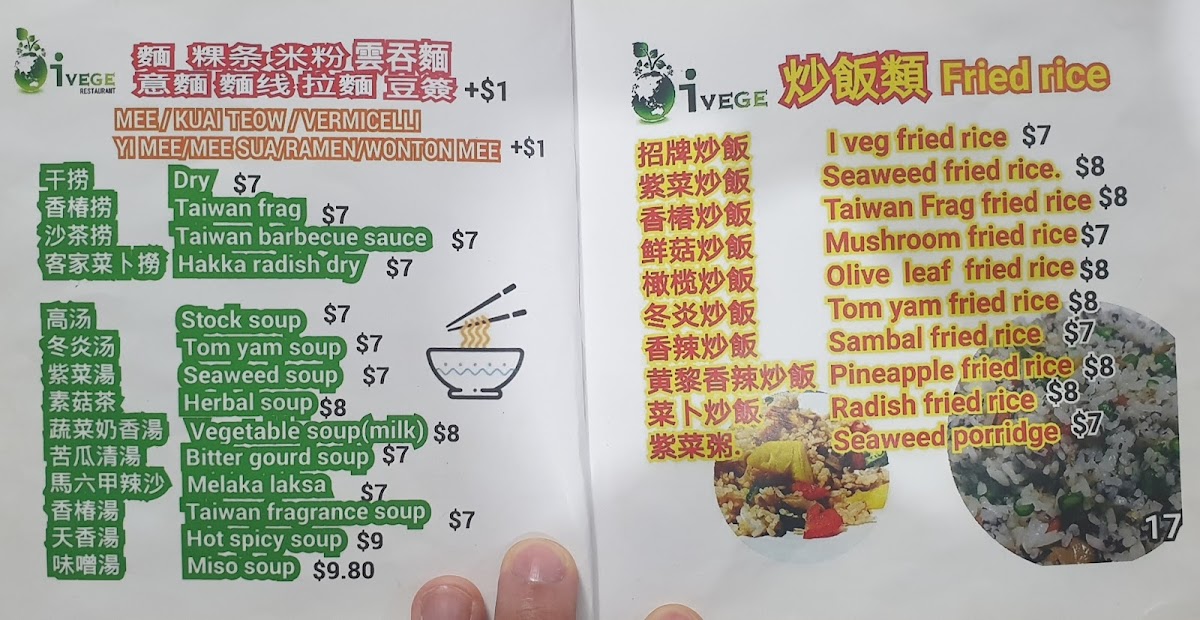 iVEGE
RESTAURANT
麵 粿条 米粉 雲吞麵
薏麵 麵线 拉麵 豆簽 +$1
MEE / KUAI TEOW / VERMICELLI
YI MEE/MEE SUA/RAMEN/WONTON MEE +$1
干捞 Dry $7
香椿捞 Taiwan frag $7
沙茶捞 Taiwan barbecue sauce $7
客家菜卜捞 Hakka radish dry $7
高汤 Stock soup $7
冬炎汤 Tom yam soup $7
紫菜湯 Seaweed soup $7
素菇茶 Herbal soup $8
蔬菜奶香湯 Vegetable soup(milk) $8
苦瓜清湯 Bitter gourd soup $7
馬六甲辣沙 Melaka laksa $7
香椿湯 Taiwan fragrance soup $7
天香湯 Hot spicy soup $9
味噌湯 Miso soup $9.80
iVEGE 炒飯類 Fried rice
招牌炒飯 I veg fried rice $7
紫菜炒飯 Seaweed fried rice. $8
香椿炒飯 Taiwan Frag fried rice $8
鲜菇炒飯 Mushroom fried rice $7
橄榄炒飯 Olive leaf fried rice $8
冬炎炒飯 Tom yam fried rice $8
香辣炒飯 Sambal fried rice $7
黄黎香辣炒飯 Pineapple fried rice $8
菜卜炒飯 Radish fried rice $8
紫菜粥. Seaweed porridge $7
17